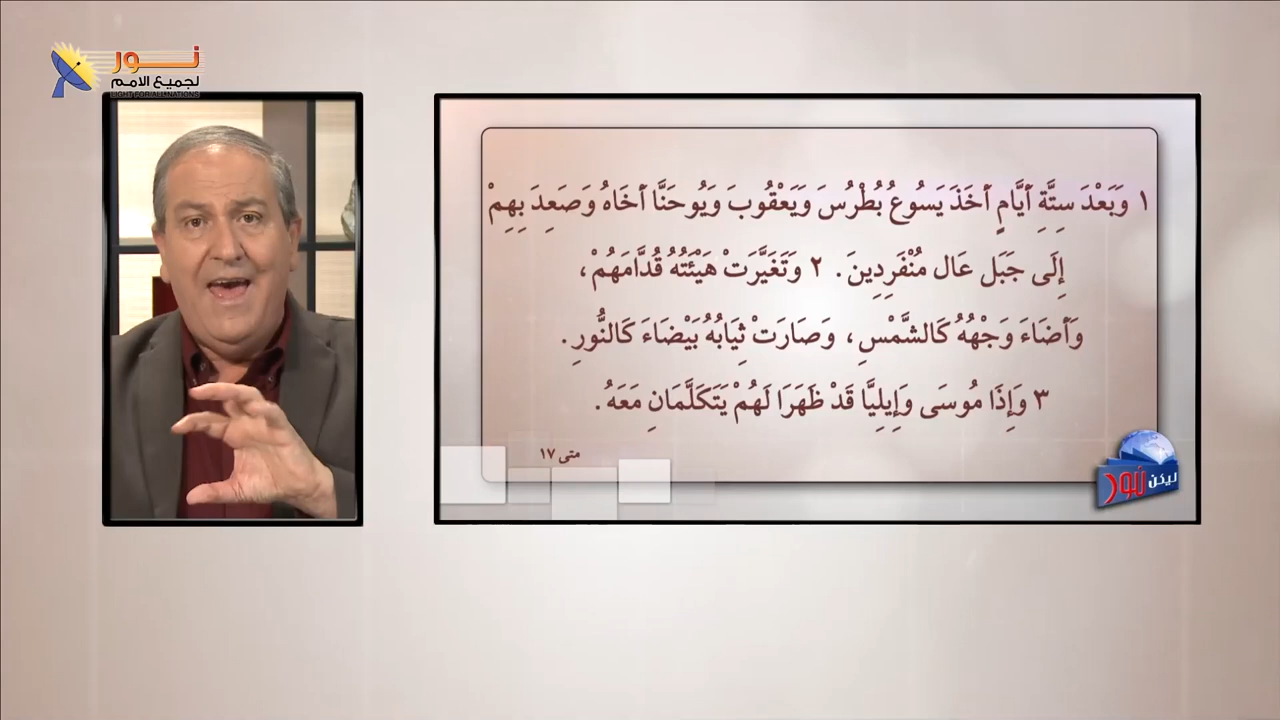 نور
لجميع الامم
LIGHT FOR ALL NATIONS
١ وَبَعْدَ سِتَّةِ أَيَّامٍ أَخَذَ يَسُوعُ بُطْرُسَ وَيَعْقُوبَ وَيُوحَنَّا أَخَاهُ وَصَعِدَ بِهِمْ
إِلَى جَبَل عَال مُنْفَرِدِينَ. ٢ وَتَغَيَّرَتْ هَيْئَتُهُ قُدَّامَهُمْ،
وَأَضَاءَ وَجْهُهُ كَالشَّمْسِ، وَصَارَتْ ثِيَابُهُ بَيْضَاءَ كَالنُّورِ.
٣ وَإِذَا مُوسَى وَإِيلِيَّا قَدْ ظَهَرَا لَهُمْ يَتَكَلَّمَانِ مَعَهُ.
متى ١٧
ليكن نور